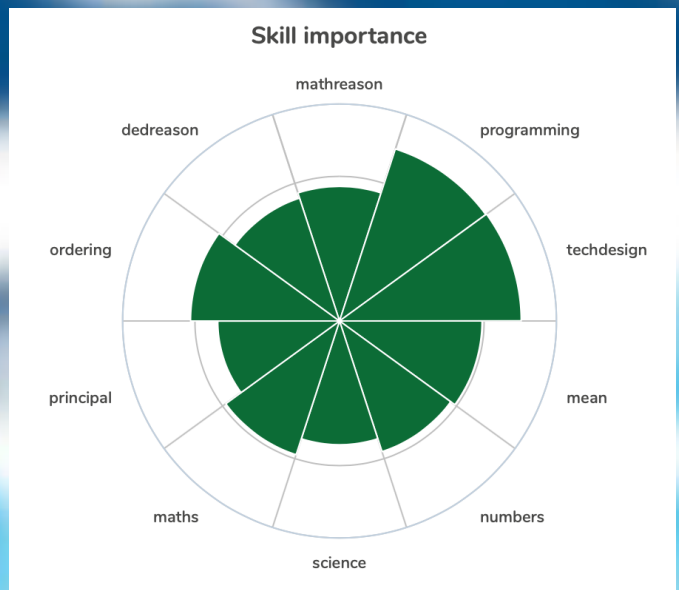 Skill importance
mathreason
dedreason
programming
ordering
techdesign
principal
mean
maths
numbers
science